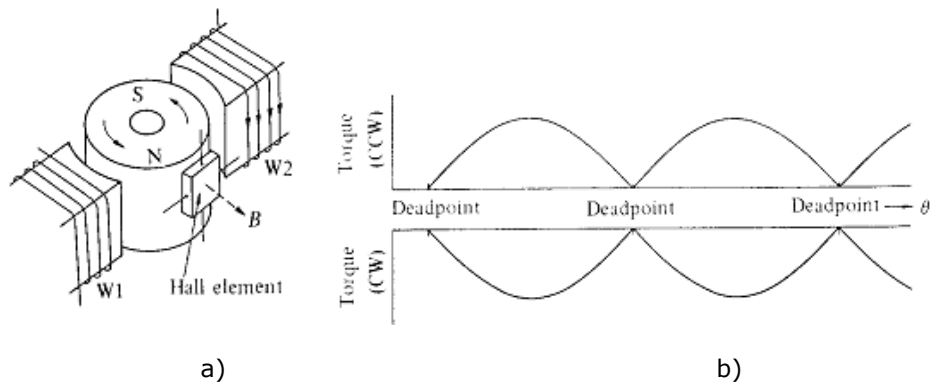 S
N
W2
B
W1
Hall element
a)
Torque
(CCW)
Deadpoint
Deadpoint
Deadpoint
θ
Torque
(CW)
b)